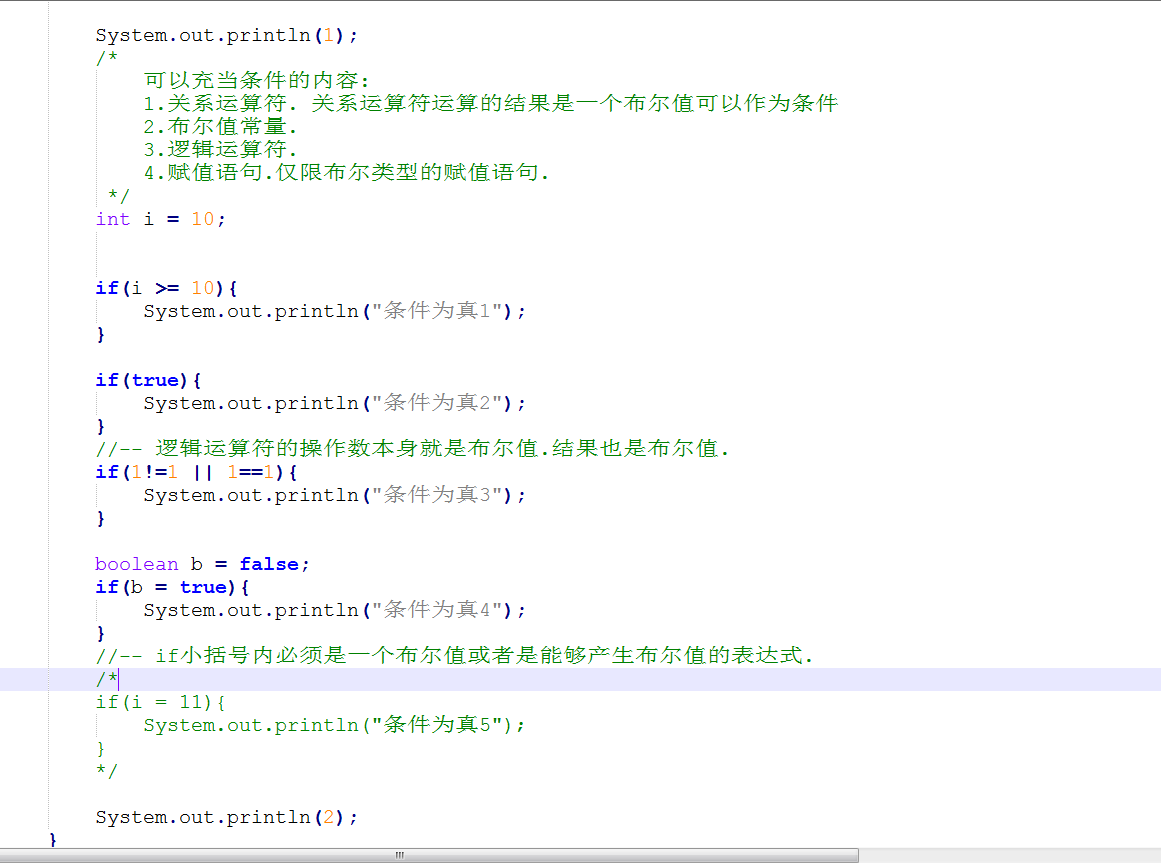 System.out.println(1);
/*
可以充当条件的内容:
1.关系运算符. 关系运算符运算的结果是一个布尔值可以作为条件
2.布尔值常量.
3.逻辑运算符.
4.赋值语句.仅限布尔类型的赋值语句.
*/
int i = 10;
if(i >= 10){
System.out.println("条件为真1");
}
if(true){
System.out.println("条件为真2");
}
//-- 逻辑运算符的操作数本身就是布尔值.结果也是布尔值.
if(1!=1 || 1==1){
System.out.println("条件为真3");
}
boolean b = false;
if(b = true){
System.out.println("条件为真4");
}
//-- if小括号内必须是一个布尔值或者是能够产生布尔值的表达式.
/*
if(i = 11){
System.out.println("条件为真5");
}
*/
System.out.println(2);
}